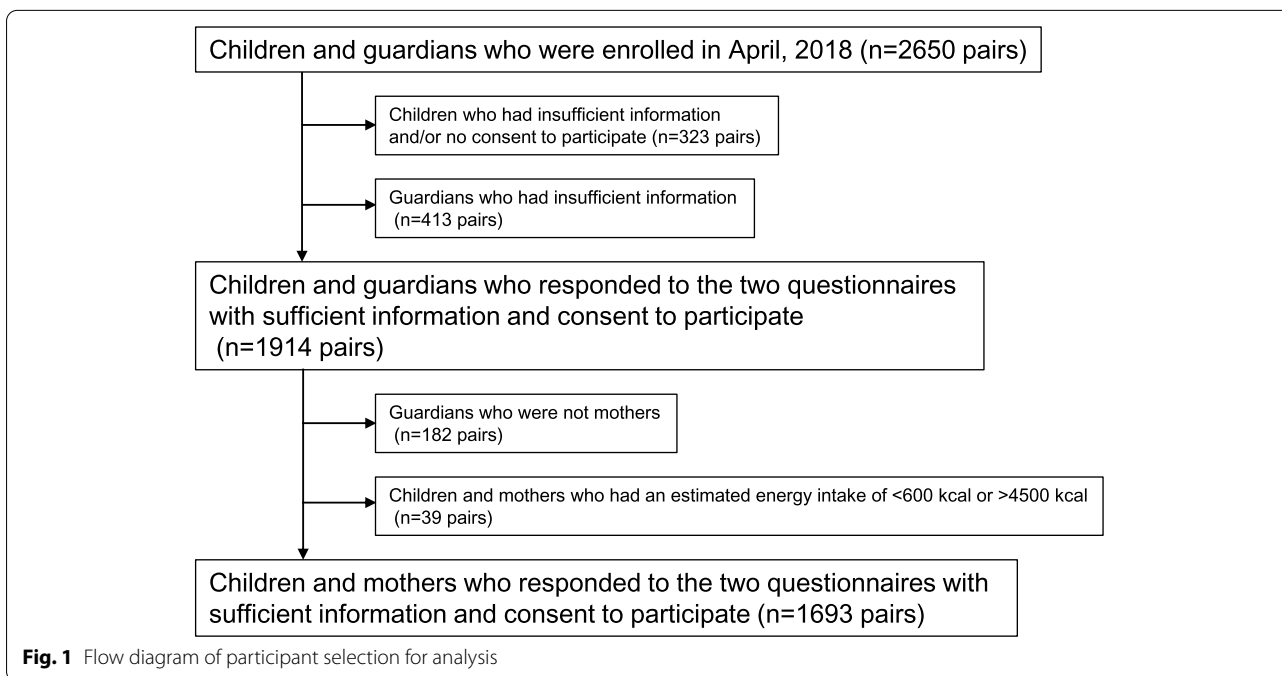 Children and guardians who were enrolled in April, 2018 (n=2650 pairs)
Children who had insufficient information
and/or no consent to participate (n=323 pairs)
Guardians who had insufficient information
(n=413 pairs)
Children and guardians who responded to the two questionnaires
with sufficient information and consent to participate
(n=1914 pairs)
Guardians who were not mothers
(n=182 pairs)
Children and mothers who had an estimated energy intake of <600 kcal or >4500 kcal
(n=39 pairs)
Children and mothers who responded to the two questionnaires with
sufficient information and consent to participate (n=1693 pairs)
Fig. 1 Flow diagram of participant selection for analysis